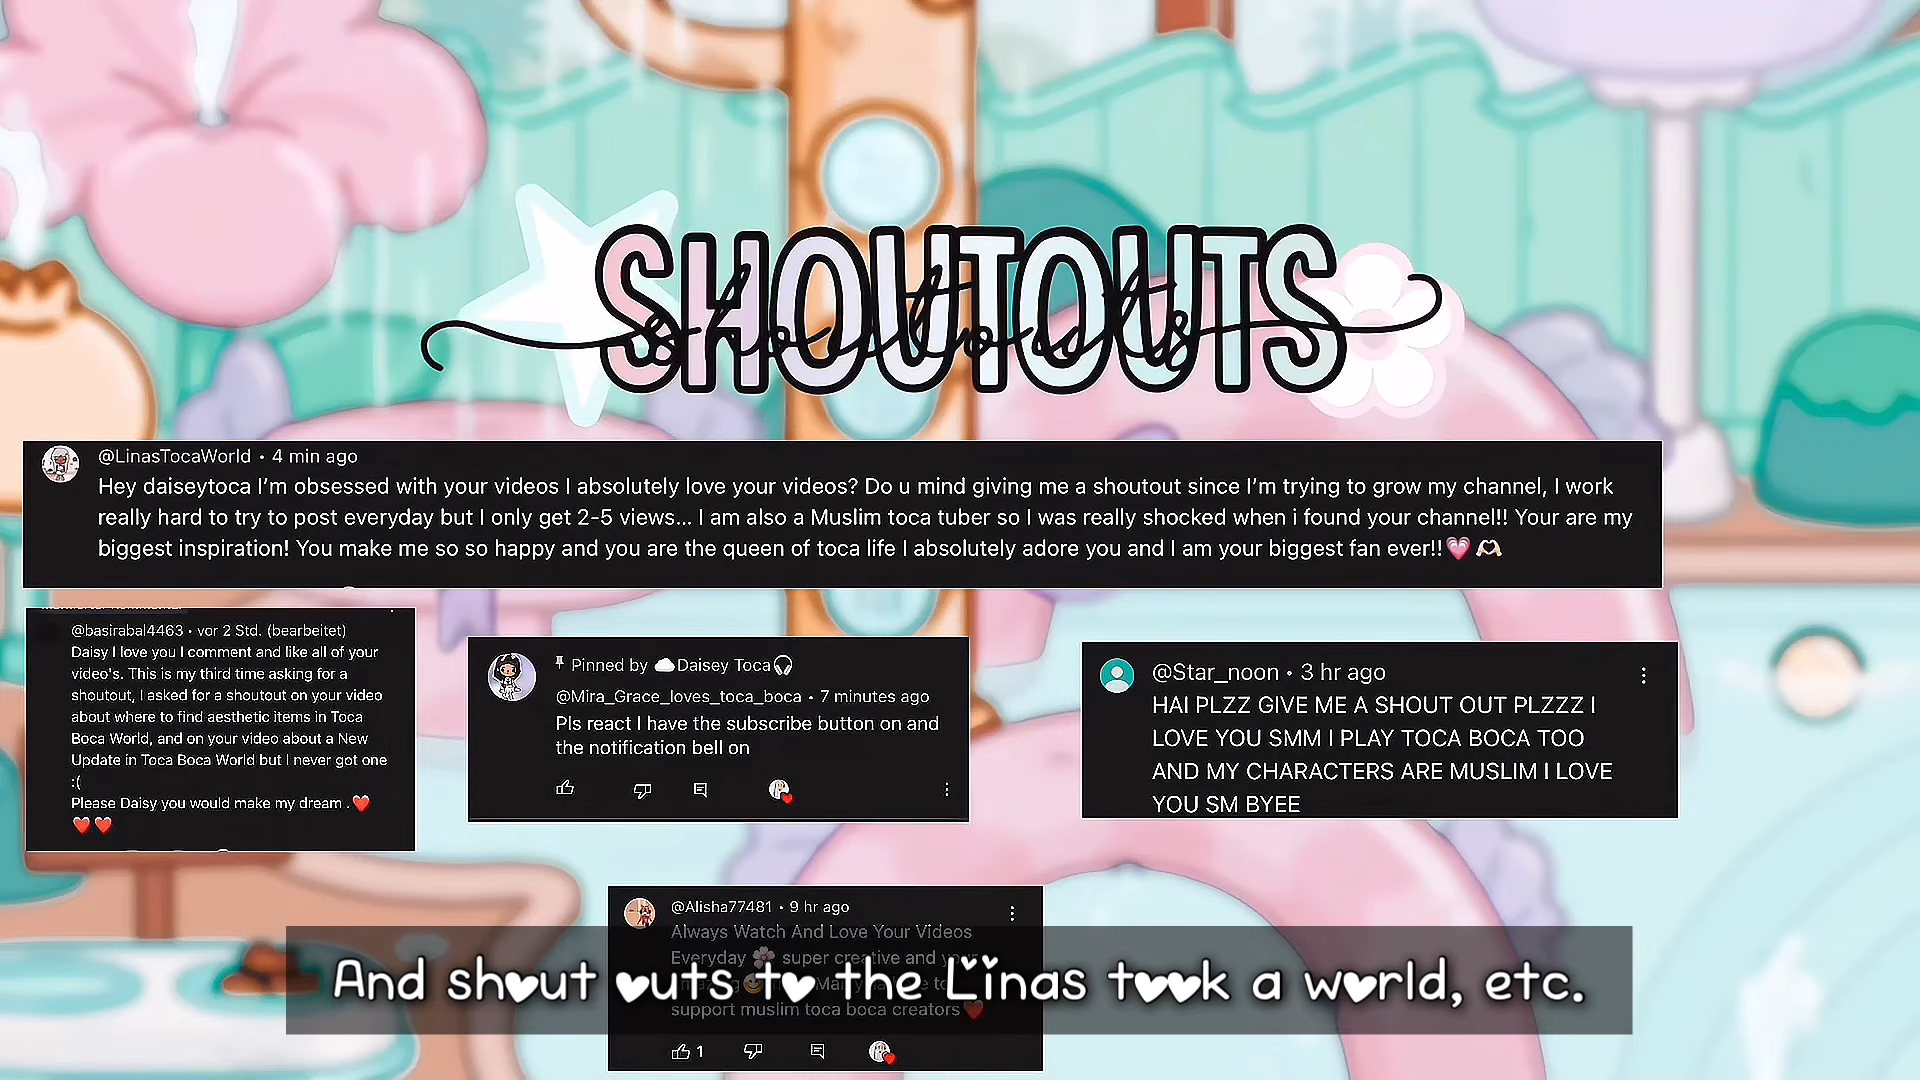 SHOUTOUTS
shoutouts
@LinasTocaWorld • 4 min ago
Hey daiseytoca I'm obsessed with your videos I absolutely love your videos? Do u mind giving me a shoutout since I'm trying to grow my channel, I work
really hard to try to post everyday but I only get 2-5 views... I am also a Muslim toca tuber so I was really shocked when i found your channel!! Your are my
biggest inspiration! You make me so so happy and you are the queen of toca life I absolutely adore you and I am your biggest fan ever!!💗🫶🏻
@basirabal4463 • vor 2 Std. (bearbeitet)
Daisy I love you I comment and like all of your
video's. This is my third time asking for a
shoutout, I asked for a shoutout on your video
about where to find aesthetic items in Toca
Boca World, and on your video about a New
Update in Toca Boca World but I never got one
:(
Please Daisy you would make my dream .❤️
❤️❤️
Pinned by ☁️Daisey Toca🎧
@Mira_Grace_loves_toca_boca • 7 minutes ago
Pls react I have the subscribe button on and
the notification bell on
@Star_noon • 3 hr ago
HAI PLZZ GIVE ME A SHOUT OUT PLZZZ I
LOVE YOU SMM I PLAY TOCA BOCA TOO
AND MY CHARACTERS ARE MUSLIM I LOVE
YOU SM BYEE
@Alisha77481 • 9 hr ago
Always Watch And Love Your Videos
Everyday 🌸 super creative and
support muslim toca boca creators❤️
1
And shout outs to the Linas took a world, etc.